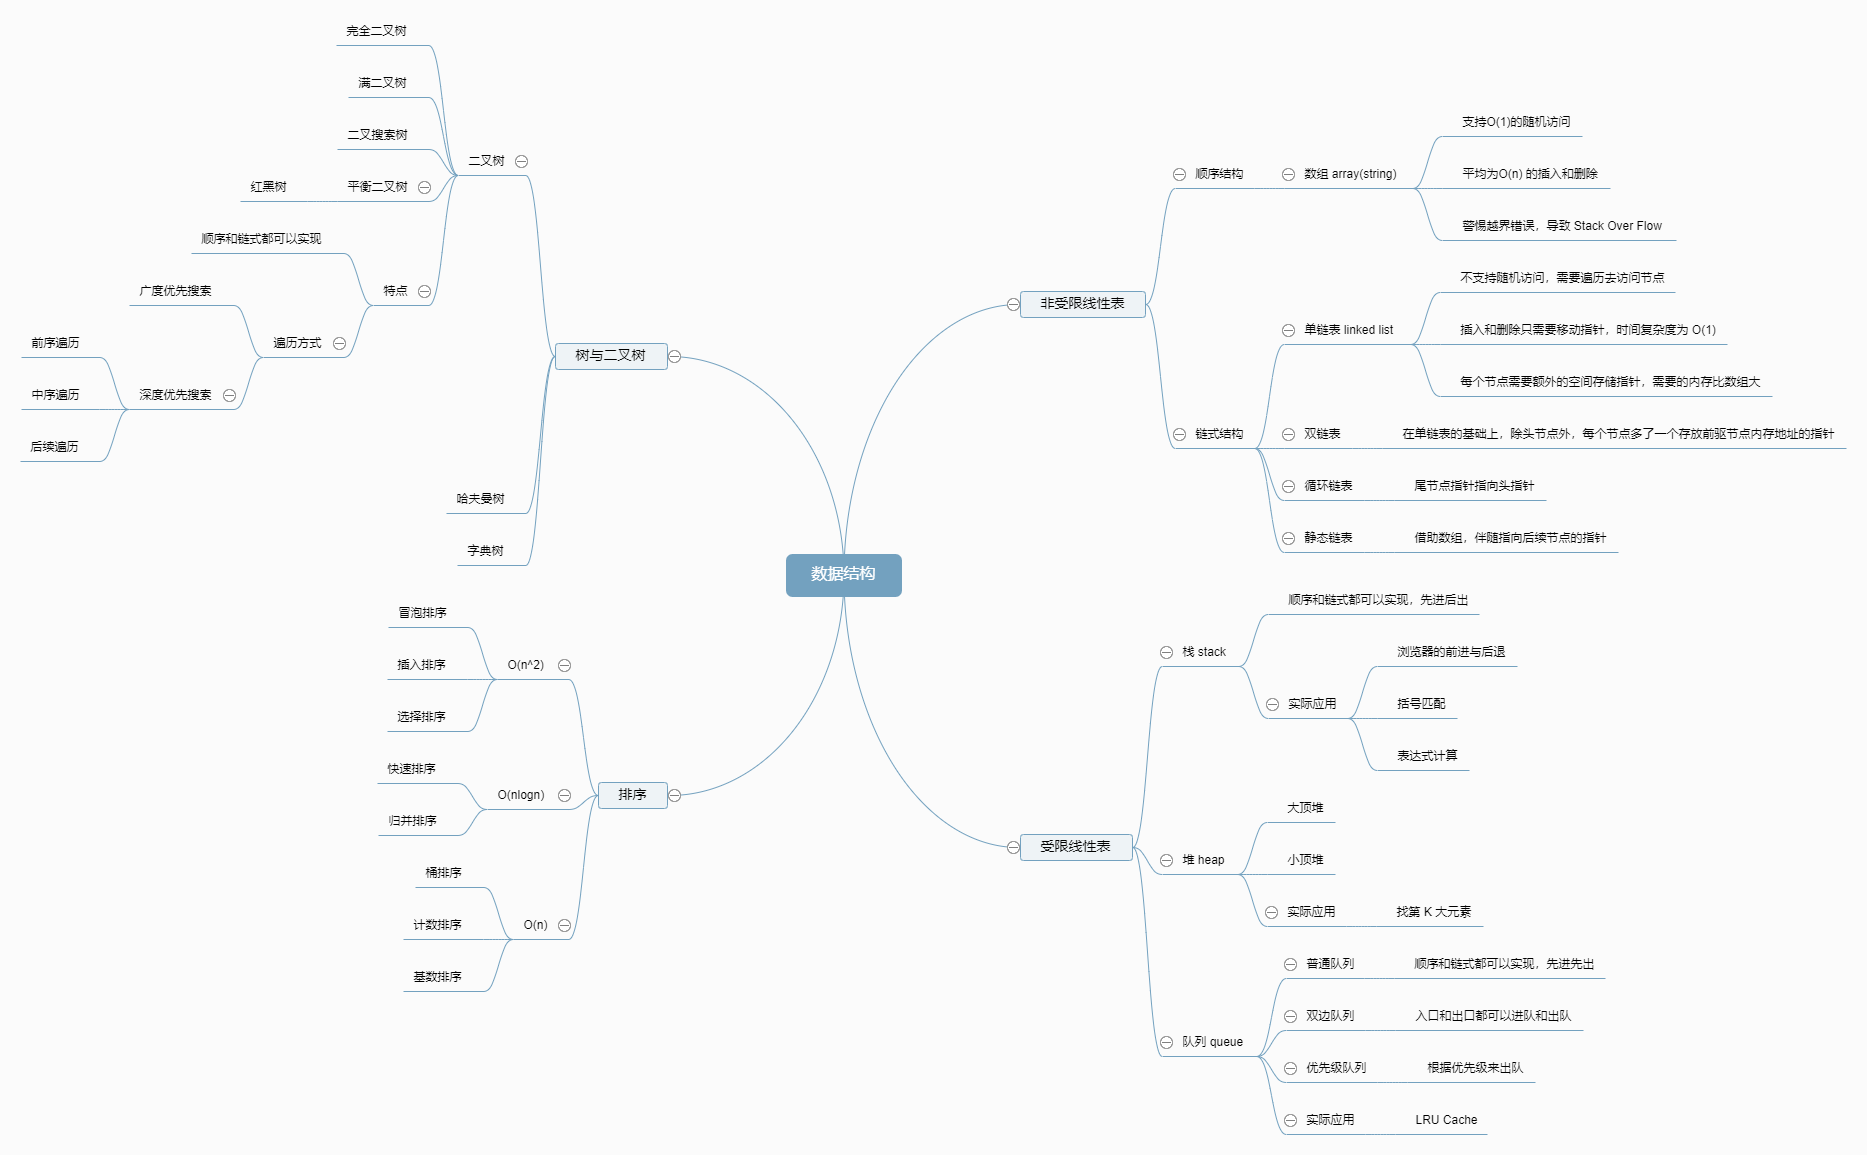 数据结构
树与二叉树
二叉树
完全二叉树
满二叉树
二叉搜索树
平衡二叉树
红黑树
特点
顺序和链式都可以实现
遍历方式
广度优先搜索
深度优先搜索
前序遍历
中序遍历
后续遍历
哈夫曼树
字典树
排序
O(n^2)
冒泡排序
插入排序
选择排序
O(nlogn)
快速排序
归并排序
O(n)
桶排序
计数排序
基数排序
非受限线性表
顺序结构
数组 array(string)
支持O(1)的随机访问
平均为O(n) 的插入和删除
警惕越界错误，导致 Stack Over Flow
链式结构
单链表 linked list
不支持随机访问，需要遍历去访问节点
插入和删除只需要移动指针，时间复杂度为 O(1)
每个节点需要额外的空间存储指针，需要的内存比数组大
双链表
在单链表的基础上，除头节点外，每个节点多了一个存放前驱节点内存地址的指针
循环链表
尾节点指针指向头指针
静态链表
借助数组，伴随指向后续节点的指针
受限线性表
栈 stack
顺序和链式都可以实现，先进后出
实际应用
浏览器的前进与后退
括号匹配
表达式计算
堆 heap
大顶堆
小顶堆
实际应用
找第 K 大元素
队列 queue
普通队列
顺序和链式都可以实现，先进先出
双边队列
入口和出口都可以进队和出队
优先级队列
根据优先级来出队
实际应用
LRU Cache